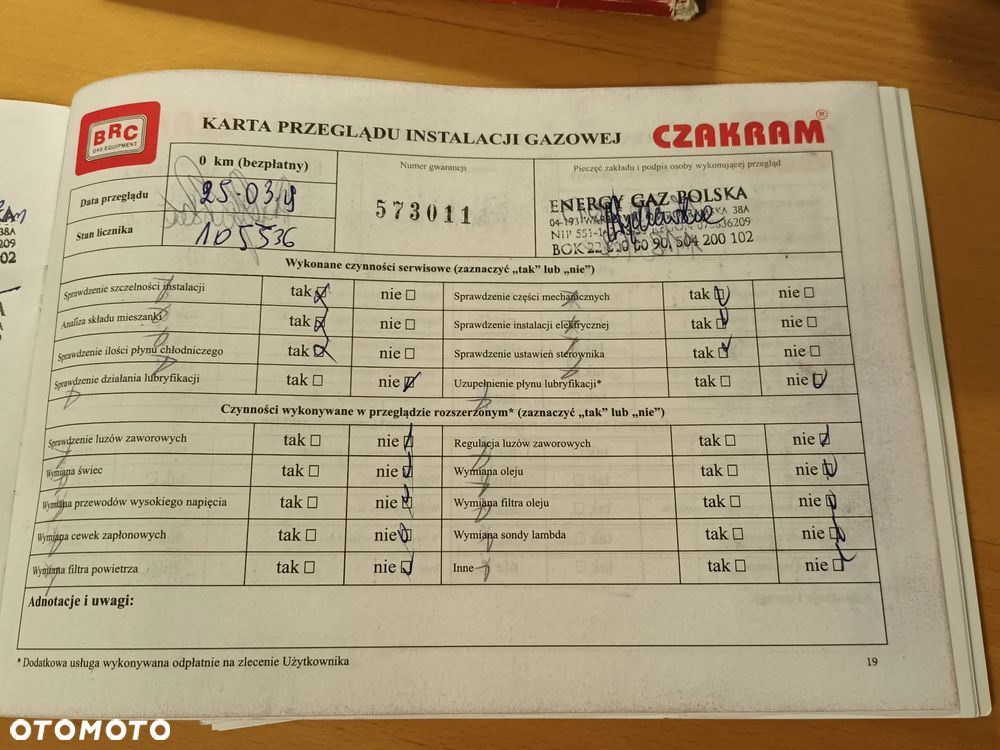 BRC
GAS EQUIPMENT
KARTA PRZEGLĄDU INSTALACJI GAZOWEJ
CZAKRAM®
0 km (bezpłatny)
Numer gwarancji
Pieczęć zakładu i podpis osoby wykonującej przegląd
Data przeglądu
25-03.19
573011
ENERGY GAZ POLSKA
38A
Stan licznika
105536
BOK 504 200 102
Wykonane czynności serwisowe (zaznaczyć „tak” lub „nie”)
Sprawdzenie szczelności instalacji tak nie Sprawdzenie części mechanicznych tak nie
Analiza składu mieszanki tak nie Sprawdzenie instalacji elektrycznej tak nie
Sprawdzenie ilości płynu chłodniczego tak nie Sprawdzenie ustawień sterownika tak nie
Sprawdzenie działania lubryfikacji tak nie Uzupełnienie płynu lubryfikacji* tak nie
Czynności wykonywane w przeglądzie rozszerzonym* (zaznaczyć „tak” lub „nie”)
Sprawdzenie luzów zaworowych tak nie Regulacja luzów zaworowych tak nie
Wymiana świec tak nie Wymiana oleju tak nie
Wymiana przewodów wysokiego napięcia tak nie Wymiana filtra oleju tak nie
Wymiana cewek zapłonowych tak nie Wymiana sondy lambda tak nie
Wymiana filtra powietrza tak nie Inne tak nie
Adnotacje i uwagi:
* Dodatkowa usługa wykonywana odpłatnie na zlecenie Użytkownika
19
38A
209
02
OTOMOTO